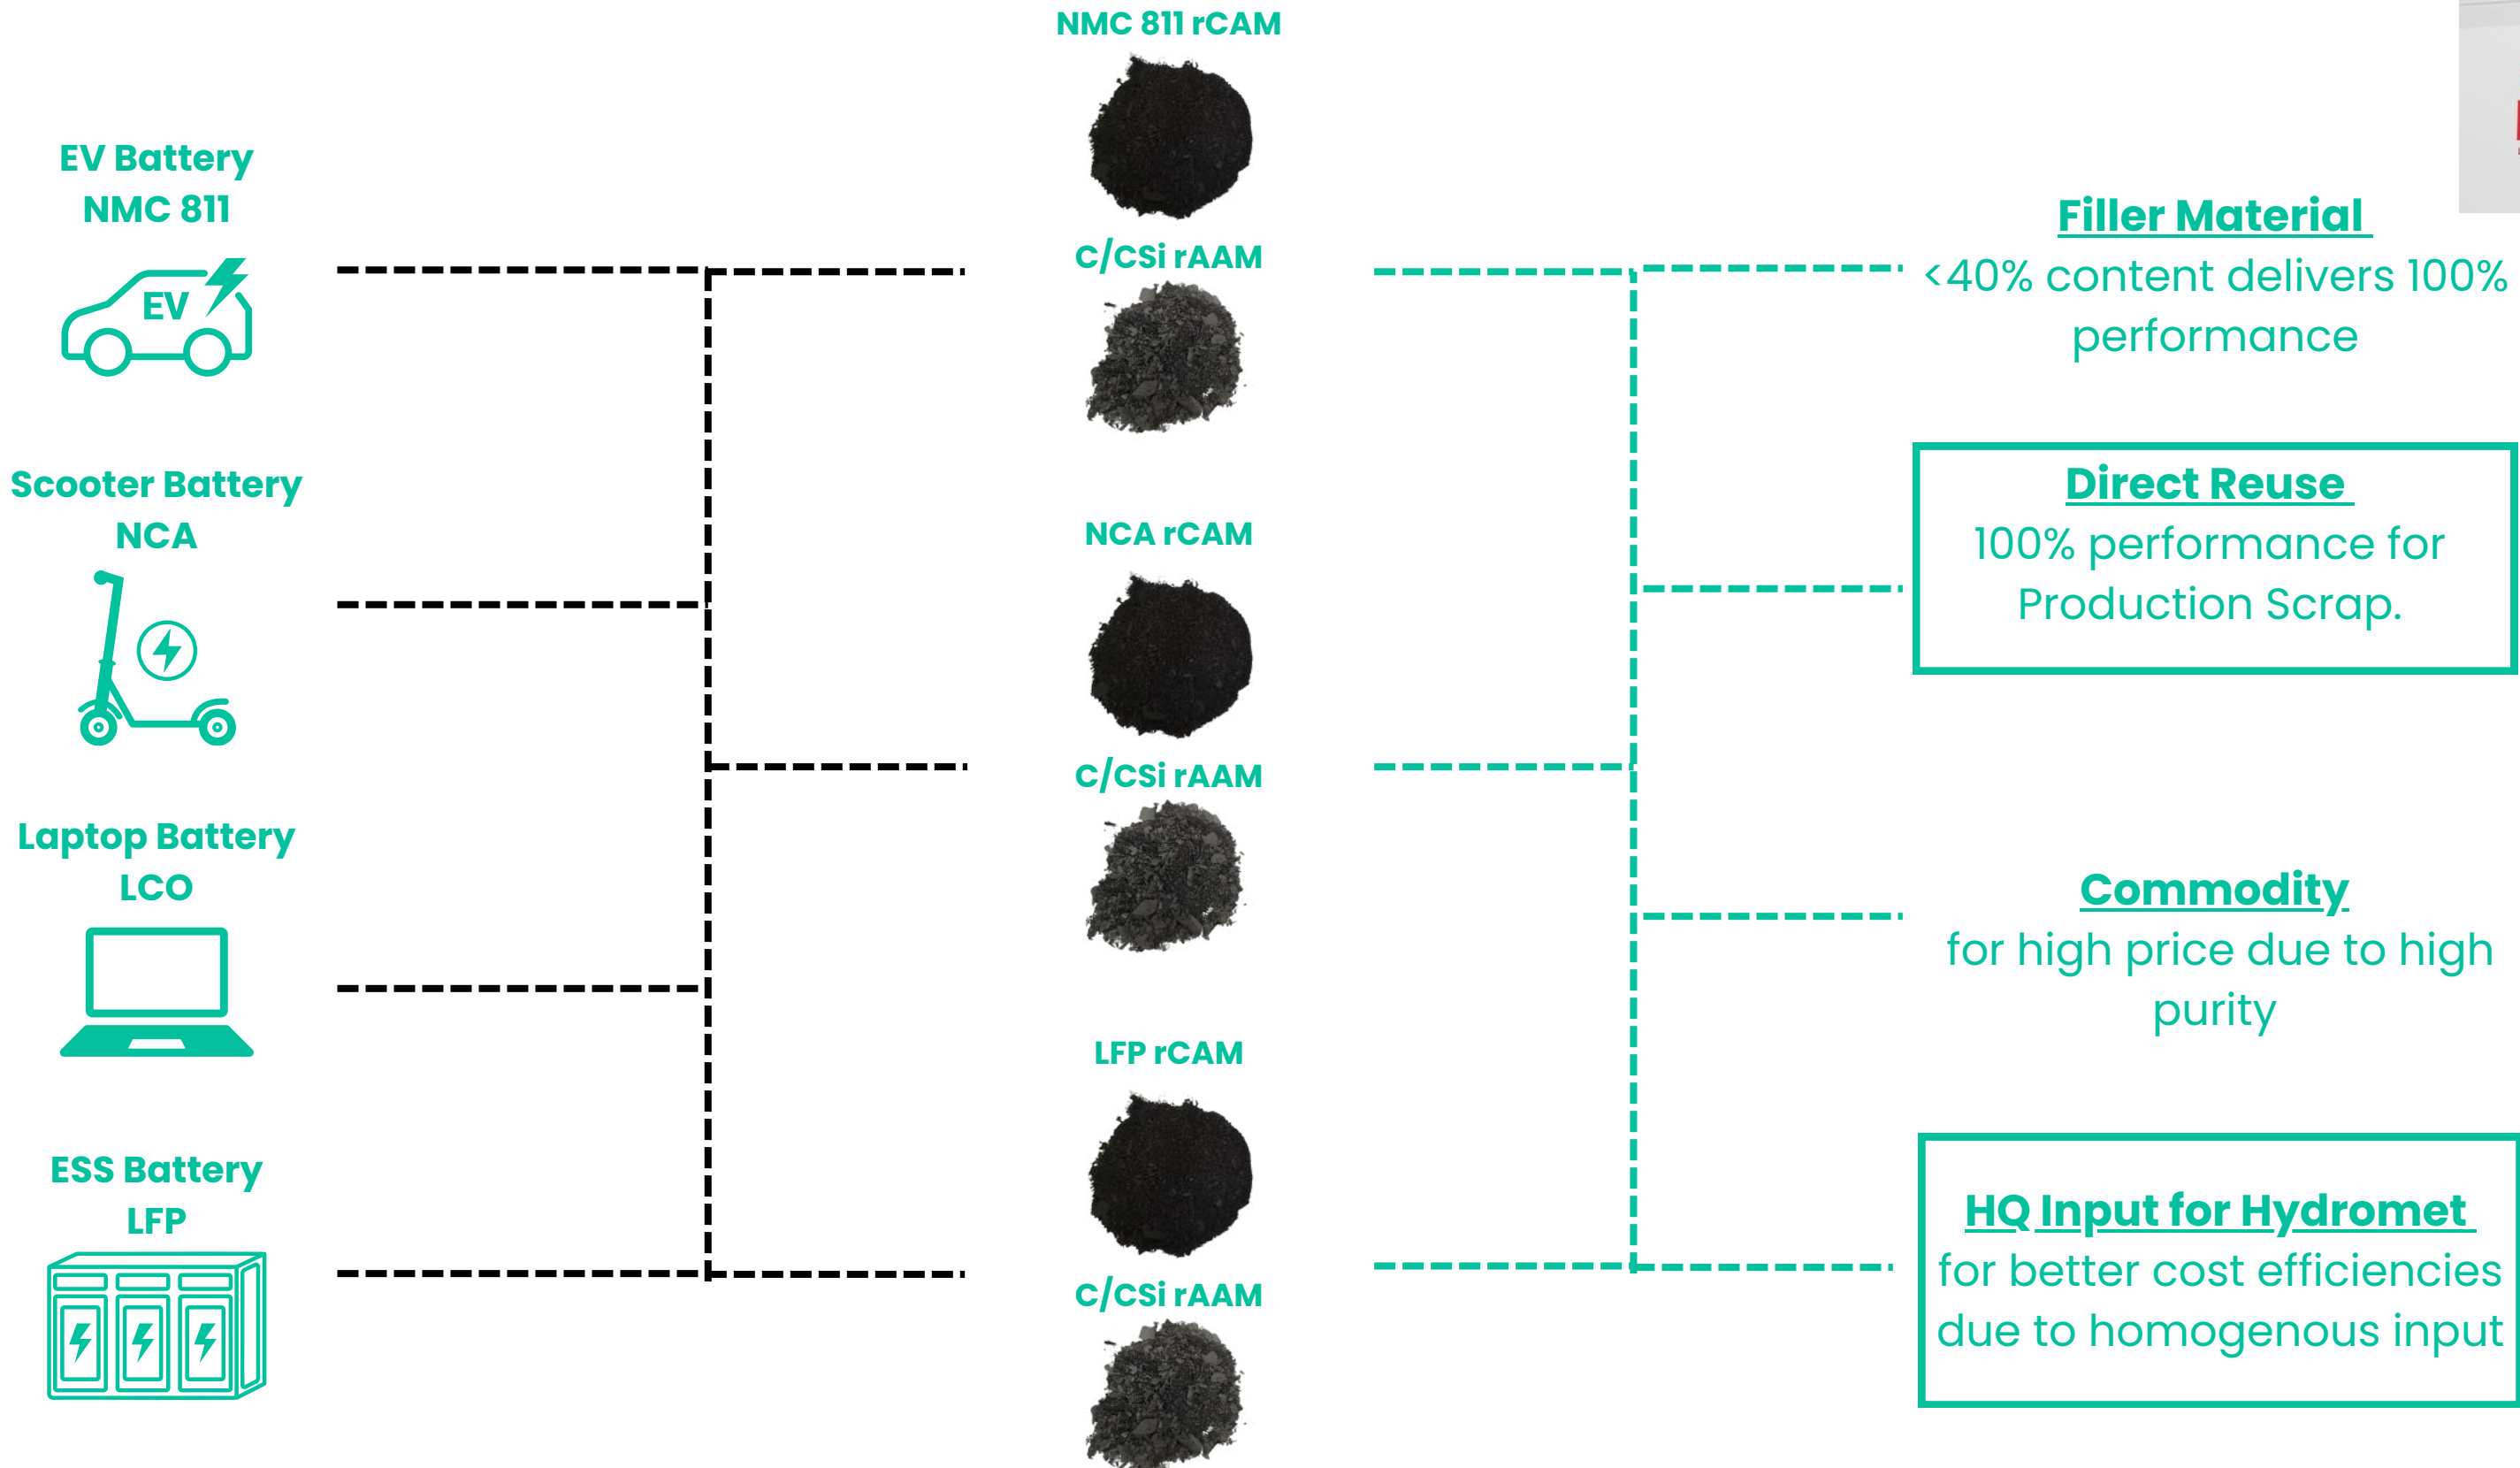 EV Battery
NMC 811
EV
Scooter Battery
NCA
Laptop Battery
LCO
ESS Battery
LFP
NMC 811 rCAM
C/CSi rAAM
NCA rCAM
C/CSi rAAM
LFP rCAM
C/CSi rAAM
Filler Material
<40% content delivers 100%
performance
Direct Reuse
100% performance for
Production Scrap.
Commodity
for high price due to high
purity
HQ Input for Hydromet
for better cost efficiencies
due to homogenous input